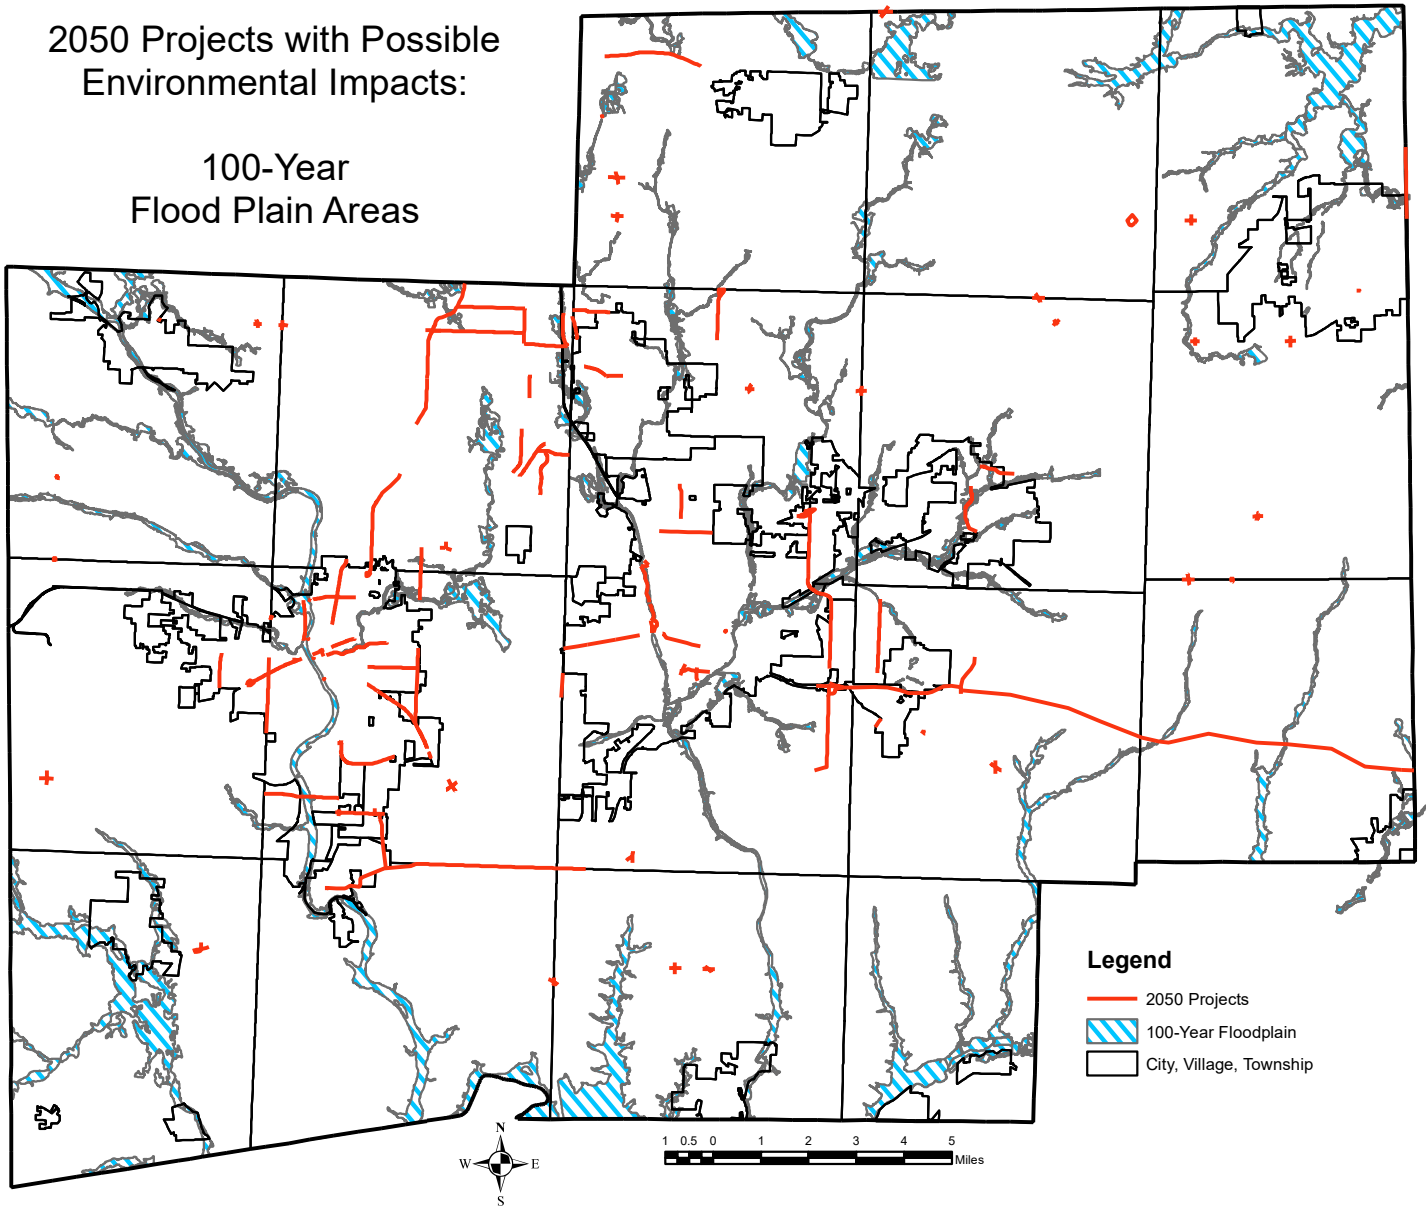 2050 Projects with Possible
Environmental Impacts:
100-Year
Flood Plain Areas
Legend
2050 Projects
100-Year Floodplain
City, Village, Township
N
W E
S
1 0.5 0 1 2 3 4 5
Miles